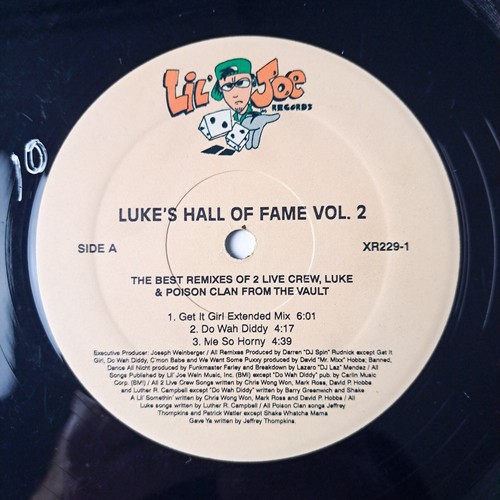 LIL' JOE
RECORDS
10
LUKE'S HALL OF FAME VOL. 2
SIDE A XR229-1
THE BEST REMIXES OF 2 LIVE CREW, LUKE
& POISON CLAN FROM THE VAULT
1. Get It Girl Extended Mix 6:01
2. Do Wah Diddy 4:17
3. Me So Horny 4:39
Executive Producer: Joseph Weinberger / All Remixes Produced by Darren "DJ Spin" Rudnick except Get It
Girl, Do Wah Diddy, C'mon Babe and We Want Some Puxxy produced by David "Mr. Mixx" Hobbs; Banned,
Dance All Night produced by Funkmaster Farley and Breakdown by Lazaro "DJ Laz" Mendez / All
Songs Published by Lil' Joe Wein Music, Inc. (BMI) except "Do Wah Diddy" pub. by Carlin Music
Corp. (BMI) / All 2 Live Crew Songs written by Chris Wong Won, Mark Ross, David P. Hobbs
and Luther R. Campbell except "Do Wah Diddy" written by Barry Greenwich and Shake
A Lil' Somethin' written by Chris Wong Won, Mark Ross and David P. Hobbs / All
Luke songs written by Luther R. Campbell / All Poison Clan songs Jeffrey
Thompkins and Patrick Watler except Shake Whatcha Mama
Gave Ya written by Jeffrey Thompkins.